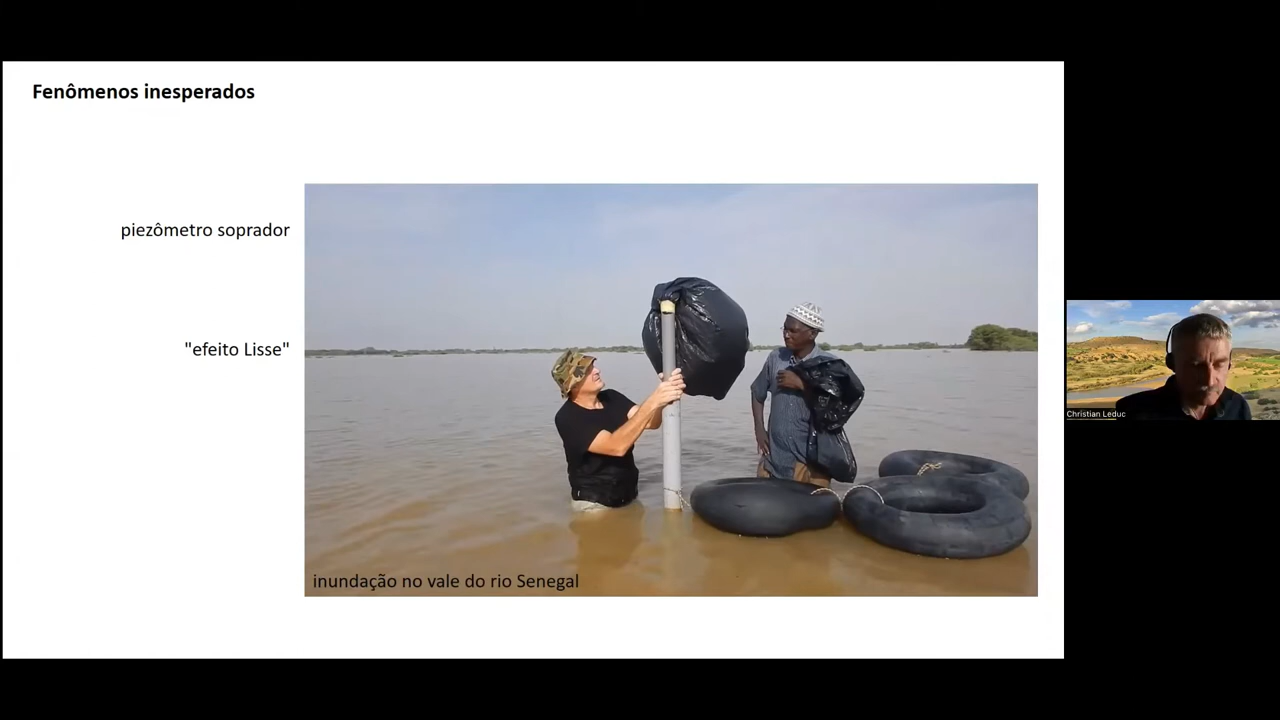 Fenômenos inesperados
piezômetro soprador
"efeito Lisse"
inundação no vale do rio Senegal
Christian Leduc